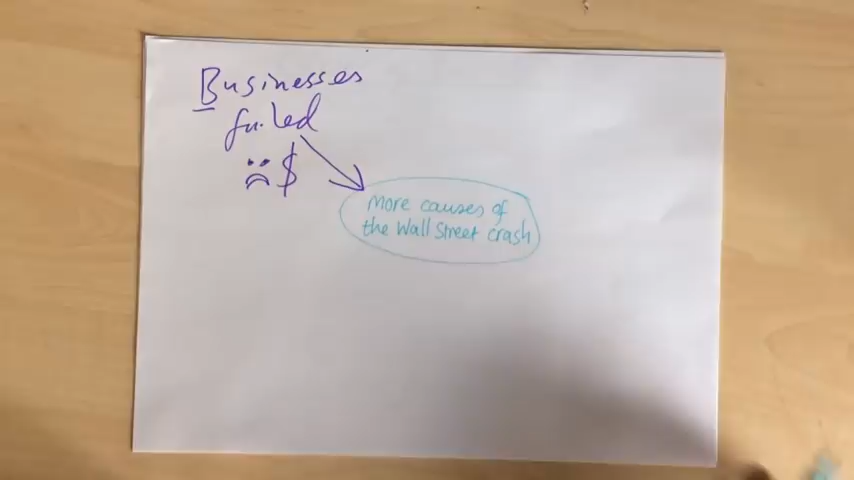 Businesses
failed
$
More causes of
the Wall Street crash